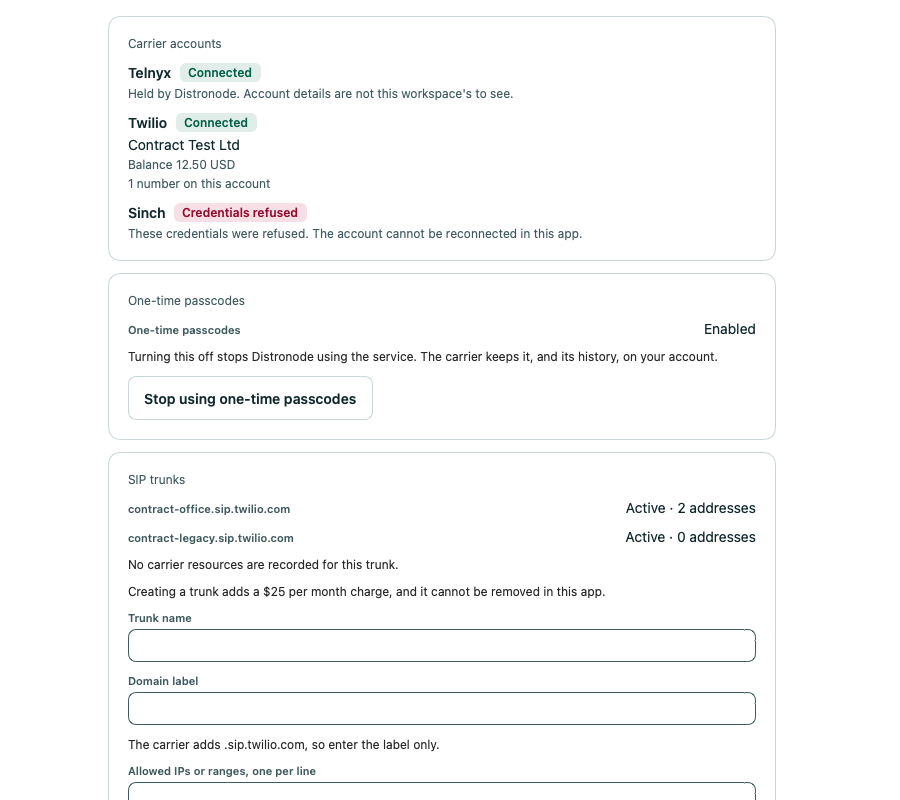 Carrier accounts
Telnyx Connected
Held by Distronode. Account details are not this workspace's to see.
Twilio Connected
Contract Test Ltd
Balance 12.50 USD
1 number on this account
Sinch Credentials refused
These credentials were refused. The account cannot be reconnected in this app.
One-time passcodes
One-time passcodes Enabled
Turning this off stops Distronode using the service. The carrier keeps it, and its history, on your account.
Stop using one-time passcodes
SIP trunks
contract-office.sip.twilio.com Active · 2 addresses
contract-legacy.sip.twilio.com Active · 0 addresses
No carrier resources are recorded for this trunk.
Creating a trunk adds a $25 per month charge, and it cannot be removed in this app.
Trunk name
Domain label
The carrier adds .sip.twilio.com, so enter the label only.
Allowed IPs or ranges, one per line